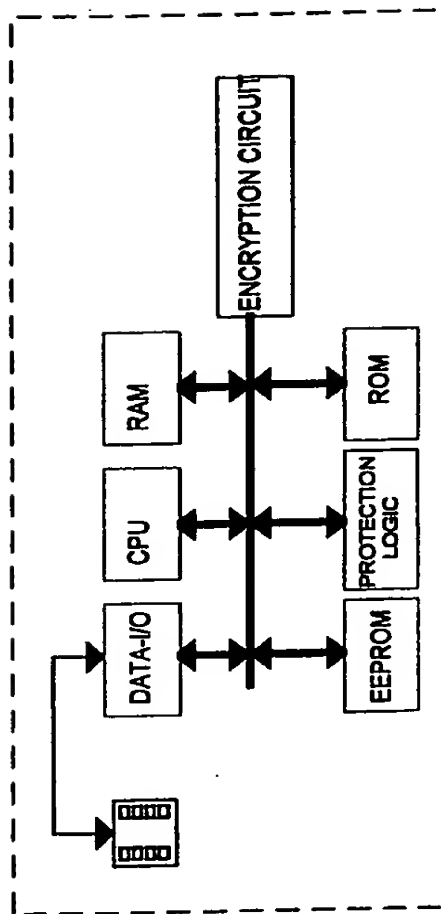 DATA-I/O
CPU
RAM
ENCRYPTION CIRCUIT
EEPROM
PROTECTION
LOGIC
ROM